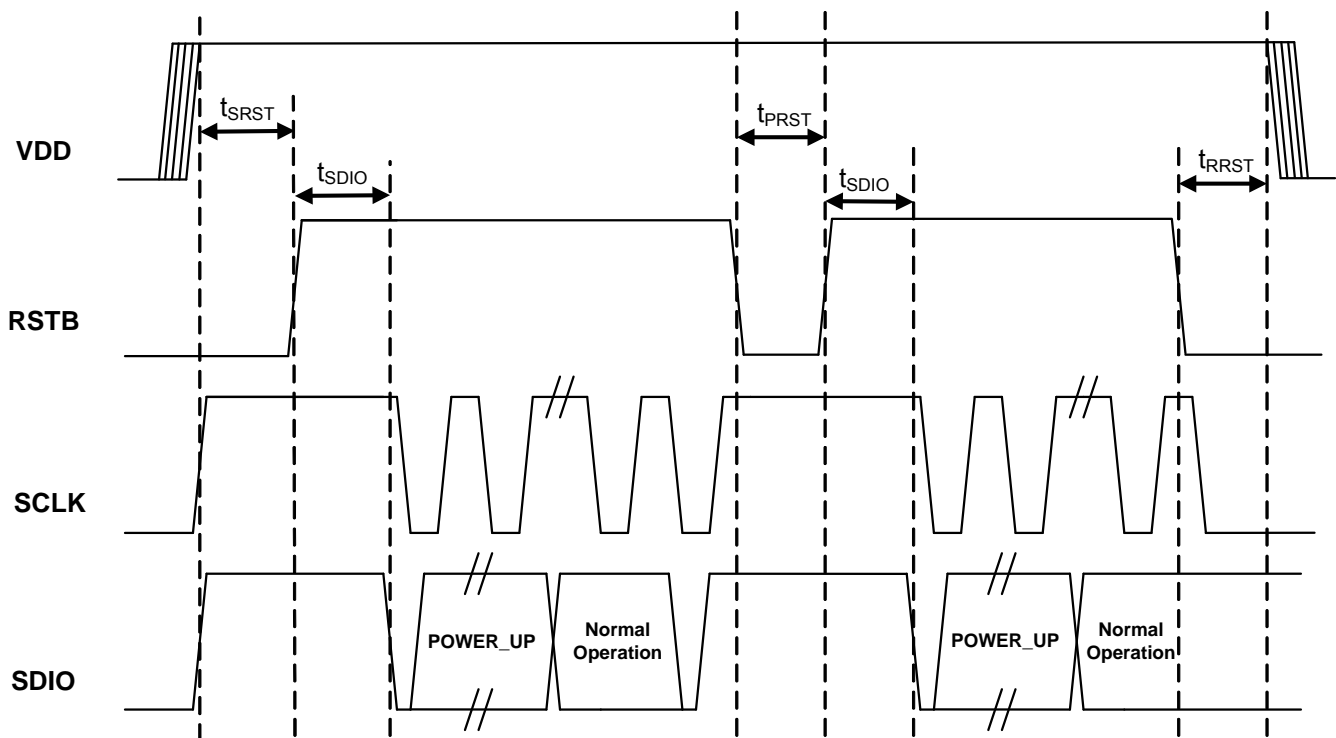 tSRST
tPRST
VDD
tSDIO
tSDIO
tRRST
RSTB
SCLK
POWER_UP
Normal
Operation
POWER_UP
Normal
Operation
SDIO